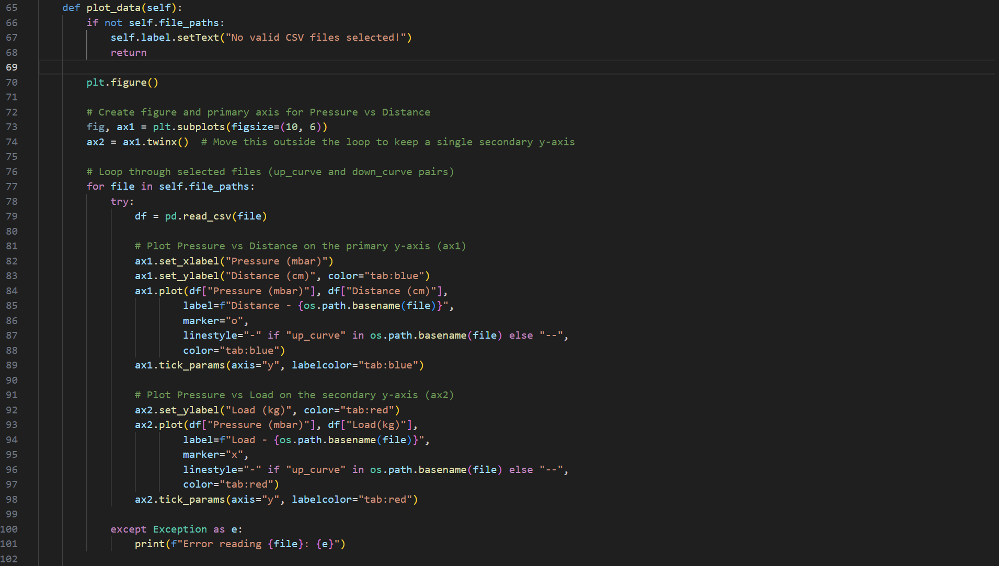 65 def plot_data(self):
66 if not self.file_paths:
67 self.label.setText("No valid CSV files selected!")
68 return
69
70 plt.figure()
71
72 # Create figure and primary axis for Pressure vs Distance
73 fig, ax1 = plt.subplots(figsize=(10, 6))
74 ax2 = ax1.twinx()  # Move this outside the loop to keep a single secondary y-axis
75
76 # Loop through selected files (up_curve and down_curve pairs)
77 for file in self.file_paths:
78 try:
79 df = pd.read_csv(file)
80
81 # Plot Pressure vs Distance on the primary y-axis (ax1)
82 ax1.set_xlabel("Pressure (mbar)")
83 ax1.set_ylabel("Distance (cm)", color="tab:blue")
84 ax1.plot(df["Pressure (mbar)"], df["Distance (cm)"],
85 label=f"Distance - {os.path.basename(file)}",
86 marker="o",
87 linestyle="-" if "up_curve" in os.path.basename(file) else "--",
88 color="tab:blue")
89 ax1.tick_params(axis="y", labelcolor="tab:blue")
90
91 # Plot Pressure vs Load on the secondary y-axis (ax2)
92 ax2.set_ylabel("Load (kg)", color="tab:red")
93 ax2.plot(df["Pressure (mbar)"], df["Load(kg)"],
94 label=f"Load - {os.path.basename(file)}",
95 marker="x",
96 linestyle="-" if "up_curve" in os.path.basename(file) else "--",
97 color="tab:red")
98 ax2.tick_params(axis="y", labelcolor="tab:red")
99
100 except Exception as e:
101 print(f"Error reading {file}: {e}")
102